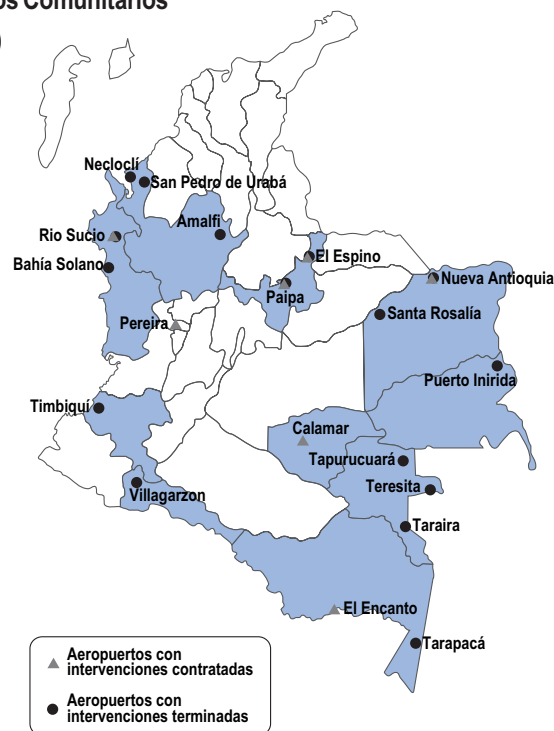 os Comunitarios
)
Necloclí
San Pedro de Urabá
Amalfi
Rio Sucio
El Espino
Bahía Solano
Nueva Antioquia
Paipa
Santa Rosalía
Pereira
Puerto Inirida
Timbiquí
Calamar
Tapurucuará
Teresita
Villagarzon
Taraira
El Encanto
Tarapacá
Aeropuertos con
intervenciones contratadas
Aeropuertos con
intervenciones terminadas